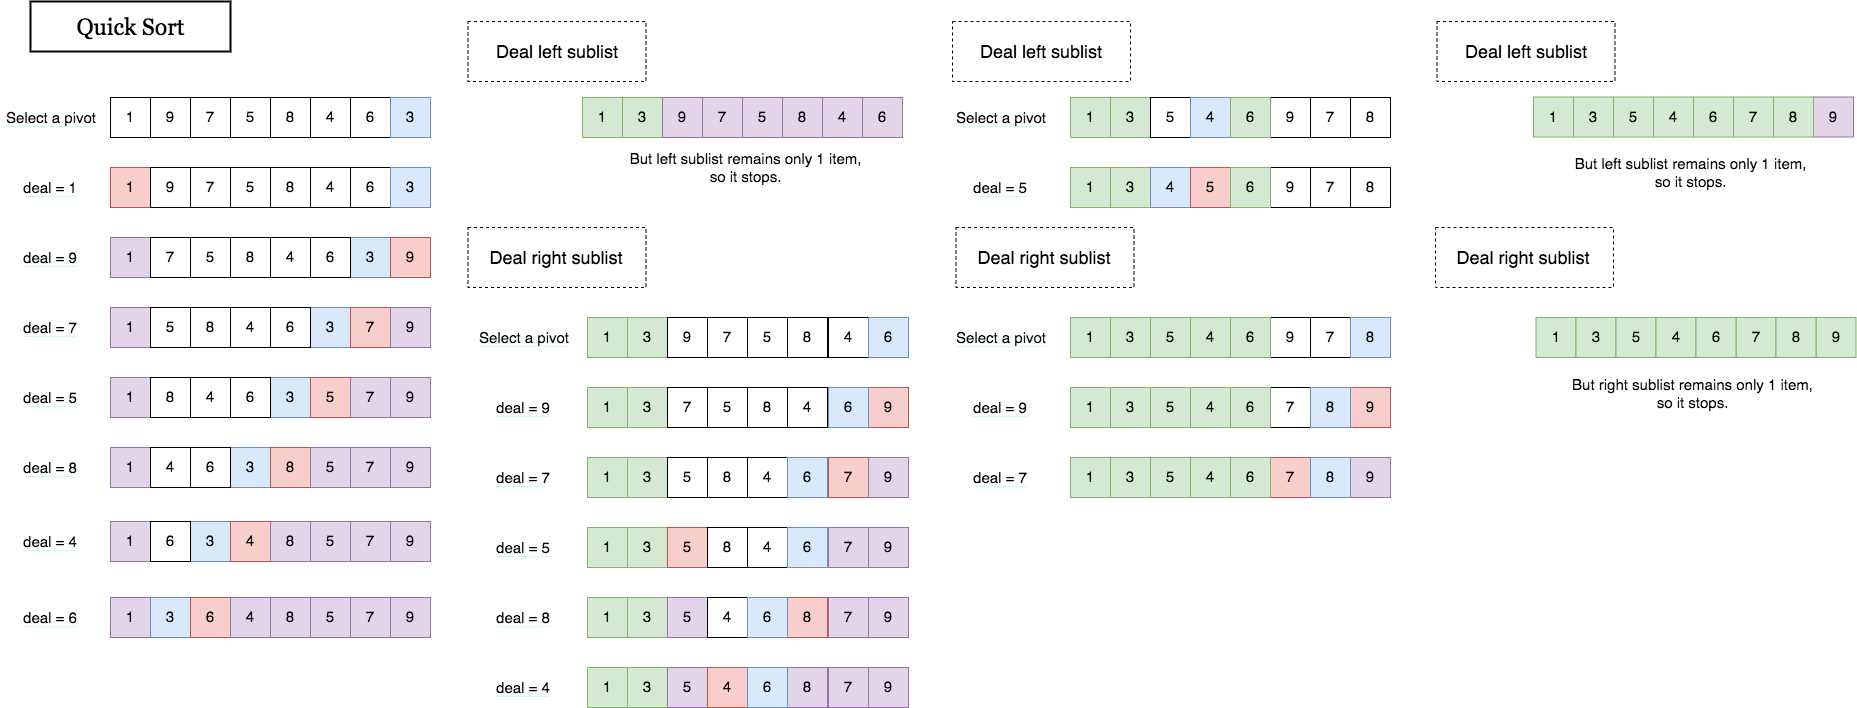 Quick Sort
Select a pivot 1 9 7 5 8 4 6 3
deal = 1 1 9 7 5 8 4 6 3
deal = 9 1 7 5 8 4 6 3 9
deal = 7 1 5 8 4 6 3 7 9
deal = 5 1 8 4 6 3 5 7 9
deal = 8 1 4 6 3 8 5 7 9
deal = 4 1 6 3 4 8 5 7 9
deal = 6 1 3 6 4 8 5 7 9
Deal left sublist
1 3 9 7 5 8 4 6
But left sublist remains only 1 item,
so it stops.
Deal right sublist
Select a pivot 1 3 9 7 5 8 4 6
deal = 9 1 3 7 5 8 4 6 9
deal = 7 1 3 5 8 4 6 7 9
deal = 5 1 3 5 8 4 6 7 9
deal = 8 1 3 5 4 6 8 7 9
deal = 4 1 3 5 4 6 8 7 9
Deal left sublist
Select a pivot 1 3 5 4 6 9 7 8
deal = 5 1 3 4 5 6 9 7 8
Deal right sublist
Select a pivot 1 3 5 4 6 9 7 8
deal = 9 1 3 5 4 6 7 8 9
deal = 7 1 3 5 4 6 7 8 9
Deal left sublist
1 3 5 4 6 7 8 9
But left sublist remains only 1 item,
so it stops.
Deal right sublist
1 3 5 4 6 7 8 9
But right sublist remains only 1 item,
so it stops.